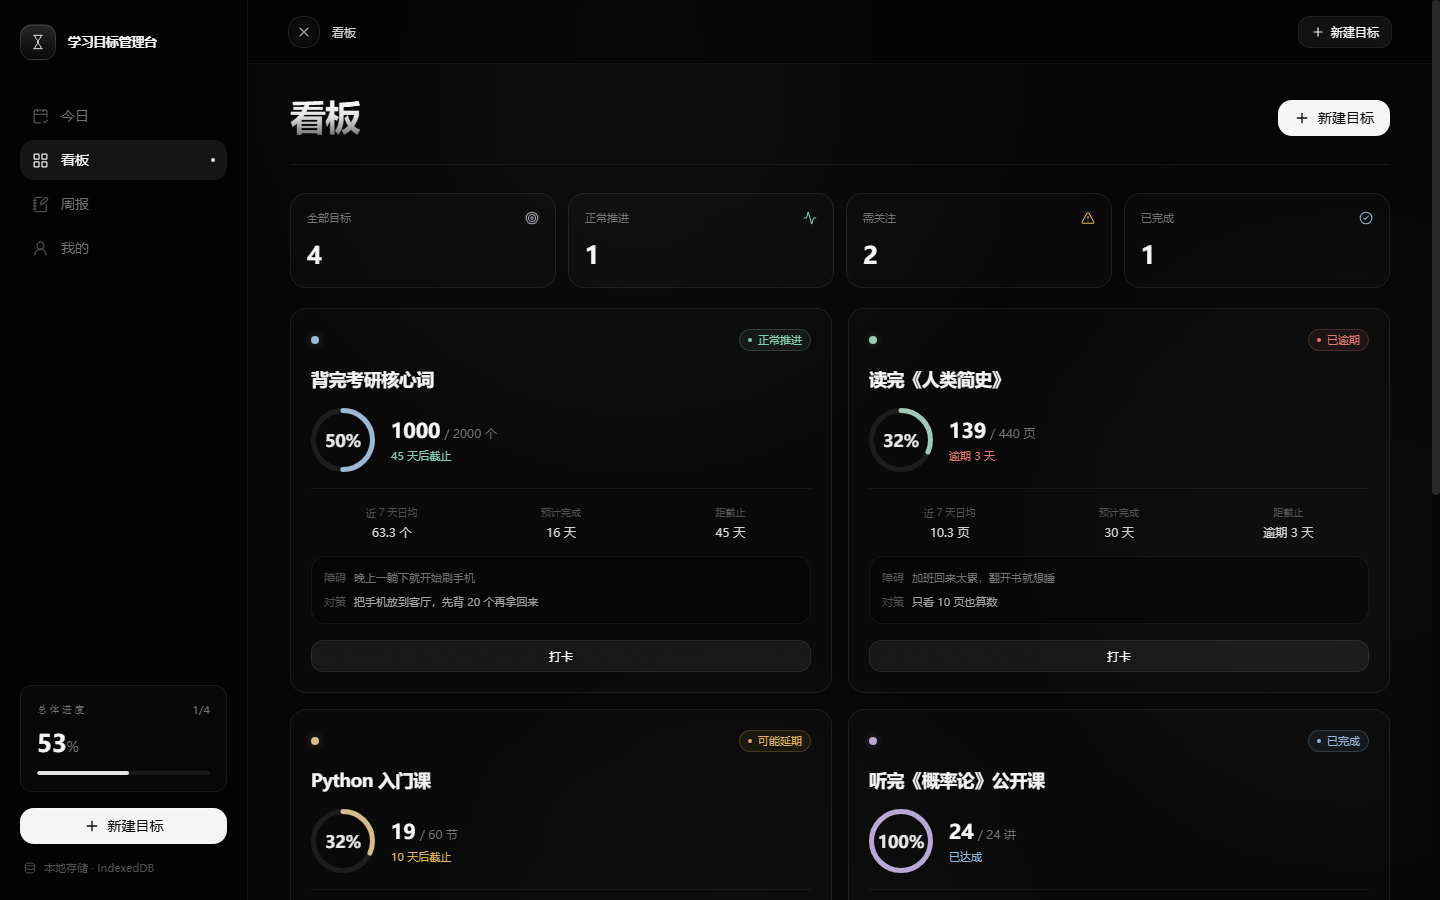 学习目标管理台
今日
看板
周报
我的
总体进度 1/4
53%
+ 新建目标
本地存储 · IndexedDB
看板
+ 新建目标
看板
+ 新建目标
全部目标
4
正常推进
1
需关注
2
已完成
1
正常推进
背完考研核心词
50%
1000 / 2000 个
45 天后截止
近 7 天日均 预计完成 距截止
63.3 个 16 天 45 天
障碍 晚上一躺下就开始刷手机
对策 把手机放到客厅，先背 20 个再拿回来
打卡
已逾期
读完《人类简史》
32%
139 / 440 页
逾期 3 天
近 7 天日均 预计完成 距截止
10.3 页 30 天 逾期 3 天
障碍 加班回来太累，翻开书就想睡
对策 只看 10 页也算数
打卡
可能延期
Python 入门课
32%
19 / 60 节
10 天后截止
已完成
听完《概率论》公开课
100%
24 / 24 讲
已达成